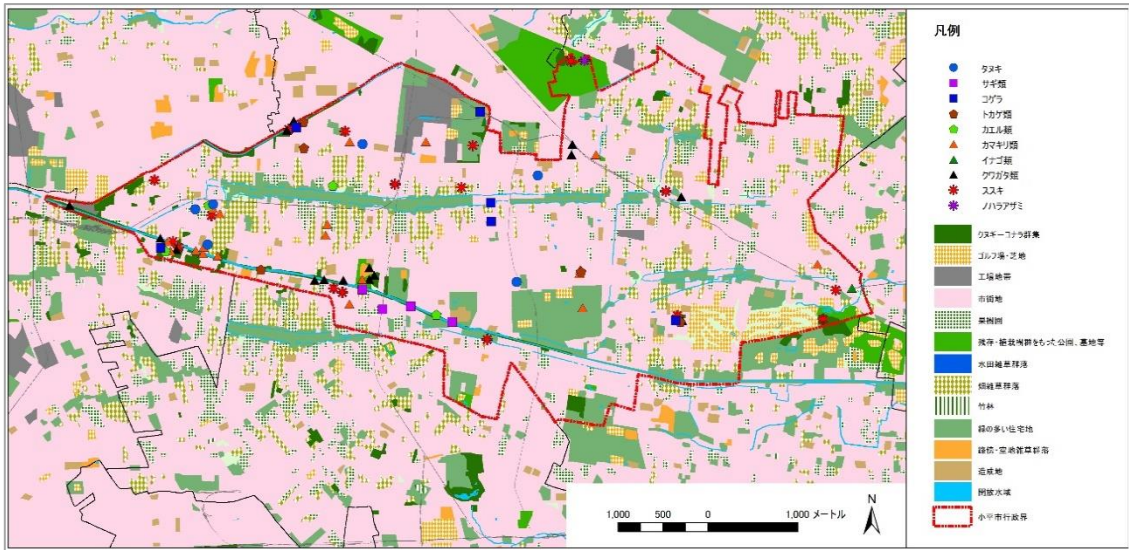 凡例
タヌキ
サギ類
コゲラ
トカゲ類
カエル類
カマキリ類
イナゴ類
クワガタ類
ススキ
ノハラアザミ
クヌギーコナラ群集
ゴルフ場・芝地
工場地帯
市街地
果樹園
残存・植栽樹群をもった公園、墓地等
水田雑草群落
畑雑草群落
竹林
緑の多い住宅地
路傍・空地雑草群落
造成地
開放水域
小平市行政界
N
1,000 500 0 1,000 メートル